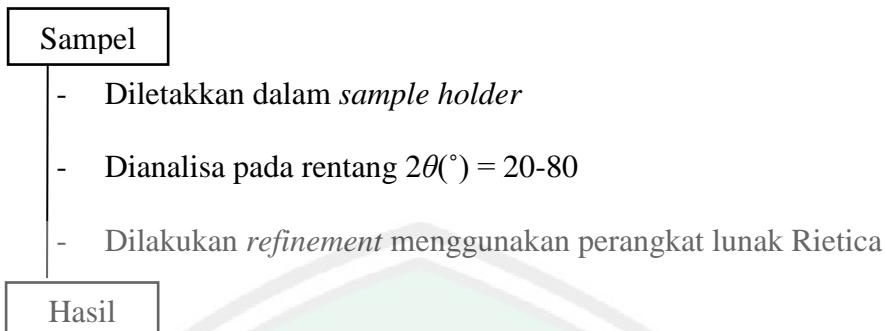 Sampel
- Diletakkan dalam sample holder
- Dianalisa pada rentang 2θ(˚) = 20-80
- Dilakukan refinement menggunakan perangkat lunak Rietica
Hasil